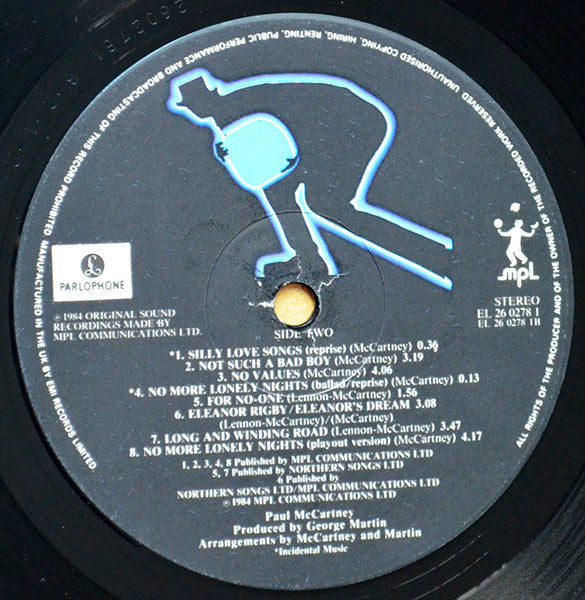 UNAUTHORISED COPYING, HIRING, RENTING, PUBLIC PERFORMANCE AND BROADCASTING OF THIS RECORD PROHIBITED MANUFACTURED IN THE UK BY EMI RECORDS LIMITED
ALL RIGHTS OF THE PRODUCER AND OF THE OWNER OF THE RECORDED WORK RESERVED
£
PARLOPHONE
mpl
℗ 1984 ORIGINAL SOUND
RECORDINGS MADE BY
MPL COMMUNICATIONS LTD.
STEREO
EL 26 0278 1
EL 26 0278 1B
SIDE TWO
*1. SILLY LOVE SONGS (reprise) (McCartney) 0.36
2. NOT SUCH A BAD BOY (McCartney) 3.19
3. NO VALUES (McCartney) 4.06
*4. NO MORE LONELY NIGHTS (ballad/reprise) (McCartney) 0.13
5. FOR NO-ONE (Lennon-McCartney) 1.56
6. ELEANOR RIGBY/ELEANOR'S DREAM 3.08
(Lennon-McCartney)/(McCartney)
7. LONG AND WINDING ROAD (Lennon-McCartney) 3.47
8. NO MORE LONELY NIGHTS (playout version) (McCartney) 4.17
1, 2, 3, 4, 8 Published by MPL COMMUNICATIONS LTD
5, 7 Published by NORTHERN SONGS LTD
6 Published by
NORTHERN SONGS LTD/MPL COMMUNICATIONS LTD
℗ 1984 MPL COMMUNICATIONS LTD
Paul McCartney
Produced by George Martin
Arrangements by McCartney and Martin
*Incidental Music